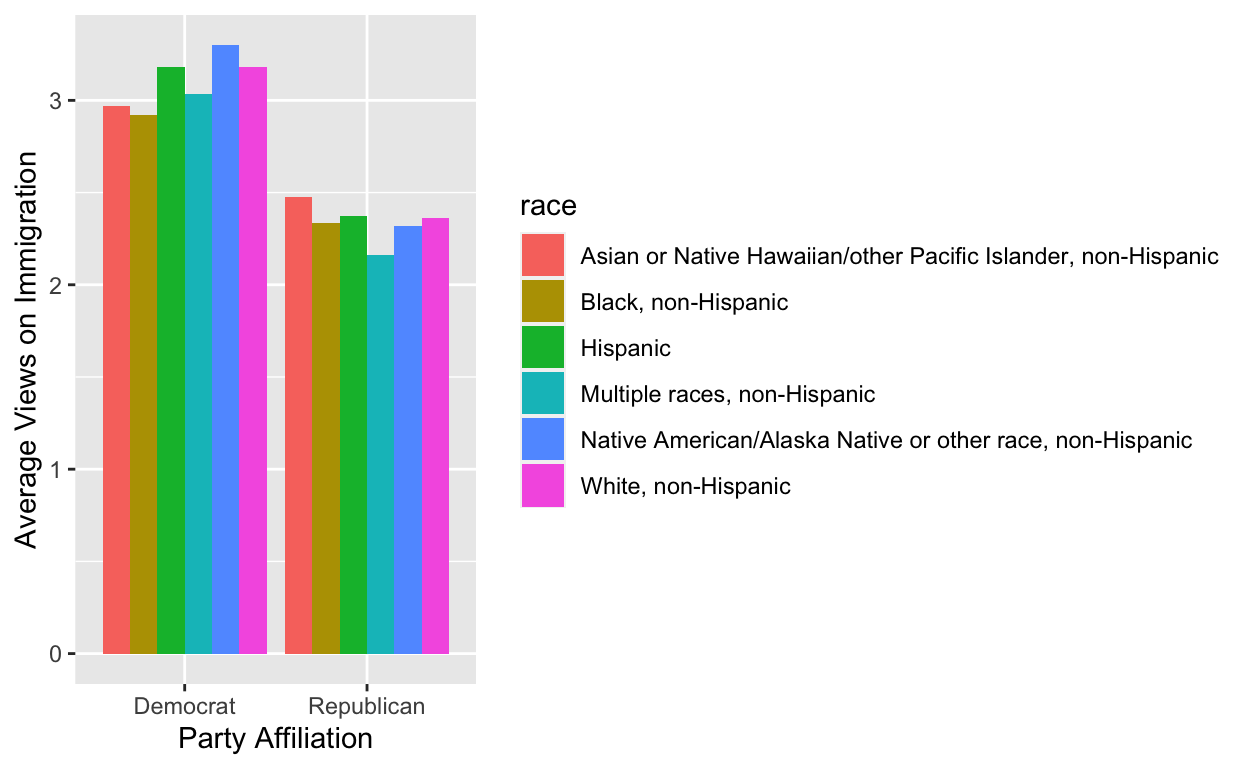 Average Views on Immigration
3
2
1
0
Democrat Republican
Party Affiliation
race
Asian or Native Hawaiian/other Pacific Islander, non-Hispanic
Black, non-Hispanic
Hispanic
Multiple races, non-Hispanic
Native American/Alaska Native or other race, non-Hispanic
White, non-Hispanic